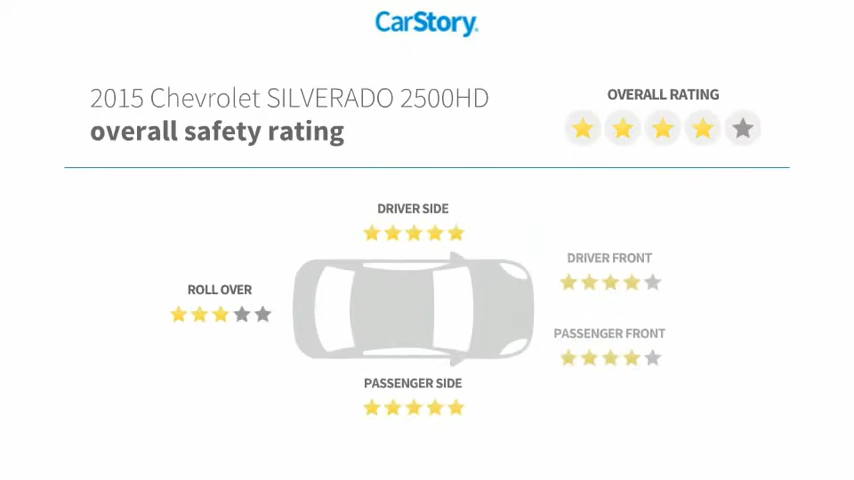 CarStory.
2015 Chevrolet SILVERADO 2500HD
overall safety rating
OVERALL RATING
DRIVER SIDE
ROLL OVER
DRIVER FRONT
PASSENGER FRONT
PASSENGER SIDE